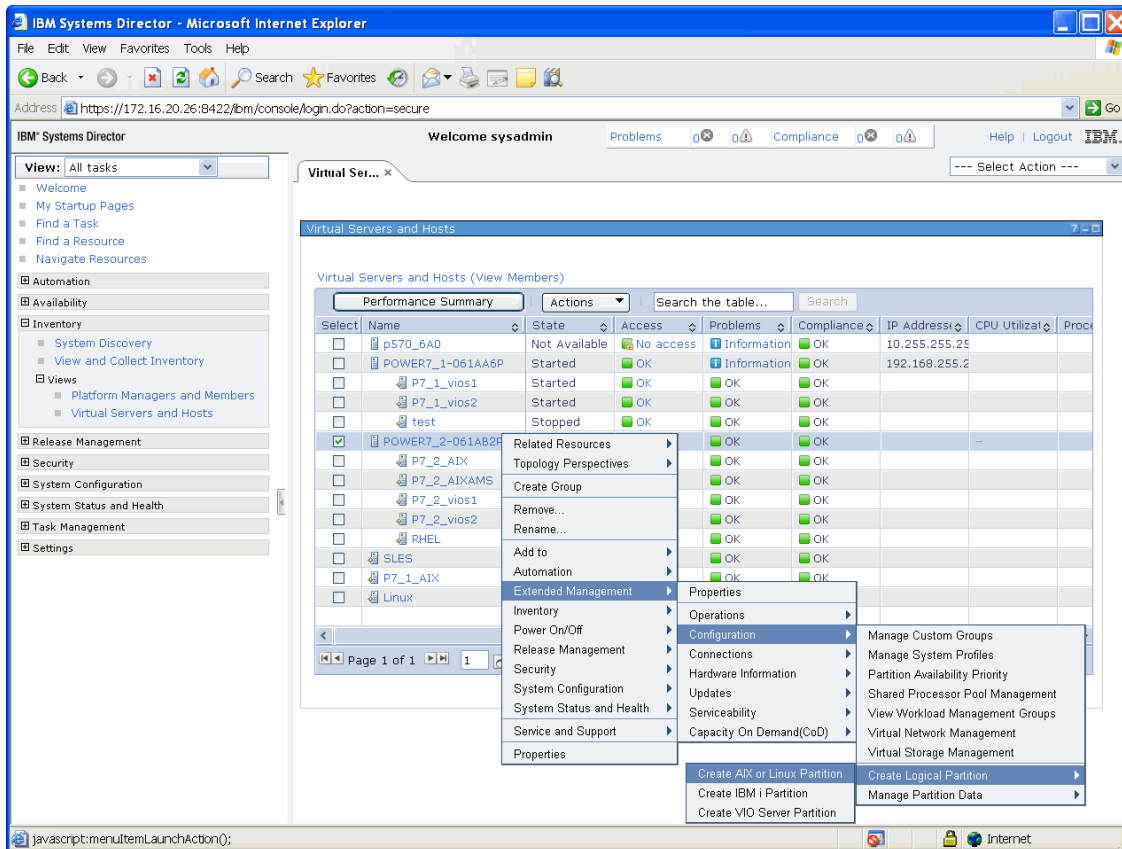 IBM Systems Director - Microsoft Internet Explorer
File Edit View Favorites Tools Help
Back Search Favorites
Address https://172.16.20.26:8422/ibm/console/login.do?action=secure Go
IBM® Systems Director Welcome sysadmin Problems 0 0 Compliance 0 0 Help | Logout IBM.
View: All tasks
Virtual Ser... ×
--- Select Action ---
Welcome
My Startup Pages
Find a Task
Find a Resource
Navigate Resources
Automation
Availability
Inventory
System Discovery
View and Collect Inventory
Views
Platform Managers and Members
Virtual Servers and Hosts
Release Management
Security
System Configuration
System Status and Health
Task Management
Settings
Virtual Servers and Hosts
Virtual Servers and Hosts (View Members)
Performance Summary Actions Search the table... Search
Select Name State Access Problems Compliance IP Addresse CPU Utilizat Proce
p570_6A0 Not Available No access Information OK 10.255.255.25
POWER7_1-061AA6P Started OK Information OK 192.168.255.2
P7_1_vios1 Started OK OK OK
P7_1_vios2 Started OK OK OK
test Stopped OK OK OK
POWER7_2-061AB2P OK OK –
P7_2_AIX OK OK
P7_2_AIXAMS OK OK
P7_2_vios1 OK OK
P7_2_vios2 OK OK
RHEL OK OK
SLES OK OK
P7_1_AIX OK OK
Linux
Page 1 of 1 1
Related Resources
Topology Perspectives
Create Group
Remove...
Rename...
Add to
Automation
Extended Management
Inventory
Power On/Off
Release Management
Security
System Configuration
System Status and Health
Service and Support
Properties
Properties
Operations
Configuration
Connections
Hardware Information
Updates
Serviceability
Capacity On Demand(CoD)
Manage Custom Groups
Manage System Profiles
Partition Availability Priority
Shared Processor Pool Management
View Workload Management Groups
Virtual Network Management
Virtual Storage Management
Create Logical Partition
Manage Partition Data
Create AIX or Linux Partition
Create IBM i Partition
Create VIO Server Partition
javascript:menuItemLaunchAction(); Internet